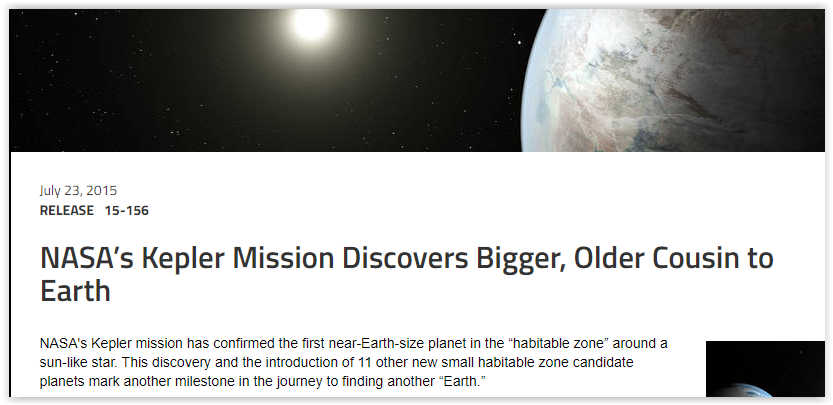 July 23, 2015
RELEASE 15-156
NASA’s Kepler Mission Discovers Bigger, Older Cousin to
Earth
NASA's Kepler mission has confirmed the first near-Earth-size planet in the “habitable zone” around a
sun-like star. This discovery and the introduction of 11 other new small habitable zone candidate
planets mark another milestone in the journey to finding another “Earth.”